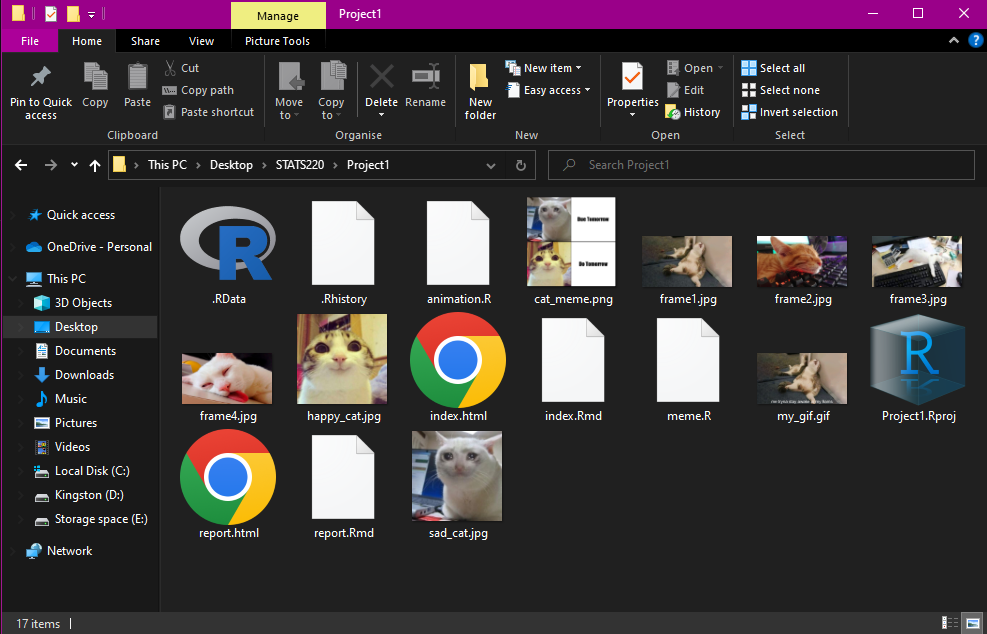 Manage
Project1
File
Home
Share
View
Picture Tools
Pin to Quick
access
Copy
Paste
Cut
Copy path
Paste shortcut
Clipboard
Move
to
Copy
to
Delete
Rename
Organise
New
folder
New item
Easy access
New
Properties
Open
Edit
History
Open
Select all
Select none
Invert selection
Select
This PC
Desktop
STATS220
Project1
Search Project1
Quick access
OneDrive - Personal
This PC
3D Objects
Desktop
Documents
Downloads
Music
Pictures
Videos
Local Disk (C:)
Kingston (D:)
Storage space (E:)
Network
R
Doe Tomorrow
Do Tomorrow
.RData
.Rhistory
animation.R
cat_meme.png
frame1.jpg
frame2.jpg
frame3.jpg
R
frame4.jpg
happy_cat.jpg
index.html
index.Rmd
meme.R
my_gif.gif
Project1.Rproj
report.html
report.Rmd
sad_cat.jpg
17 items